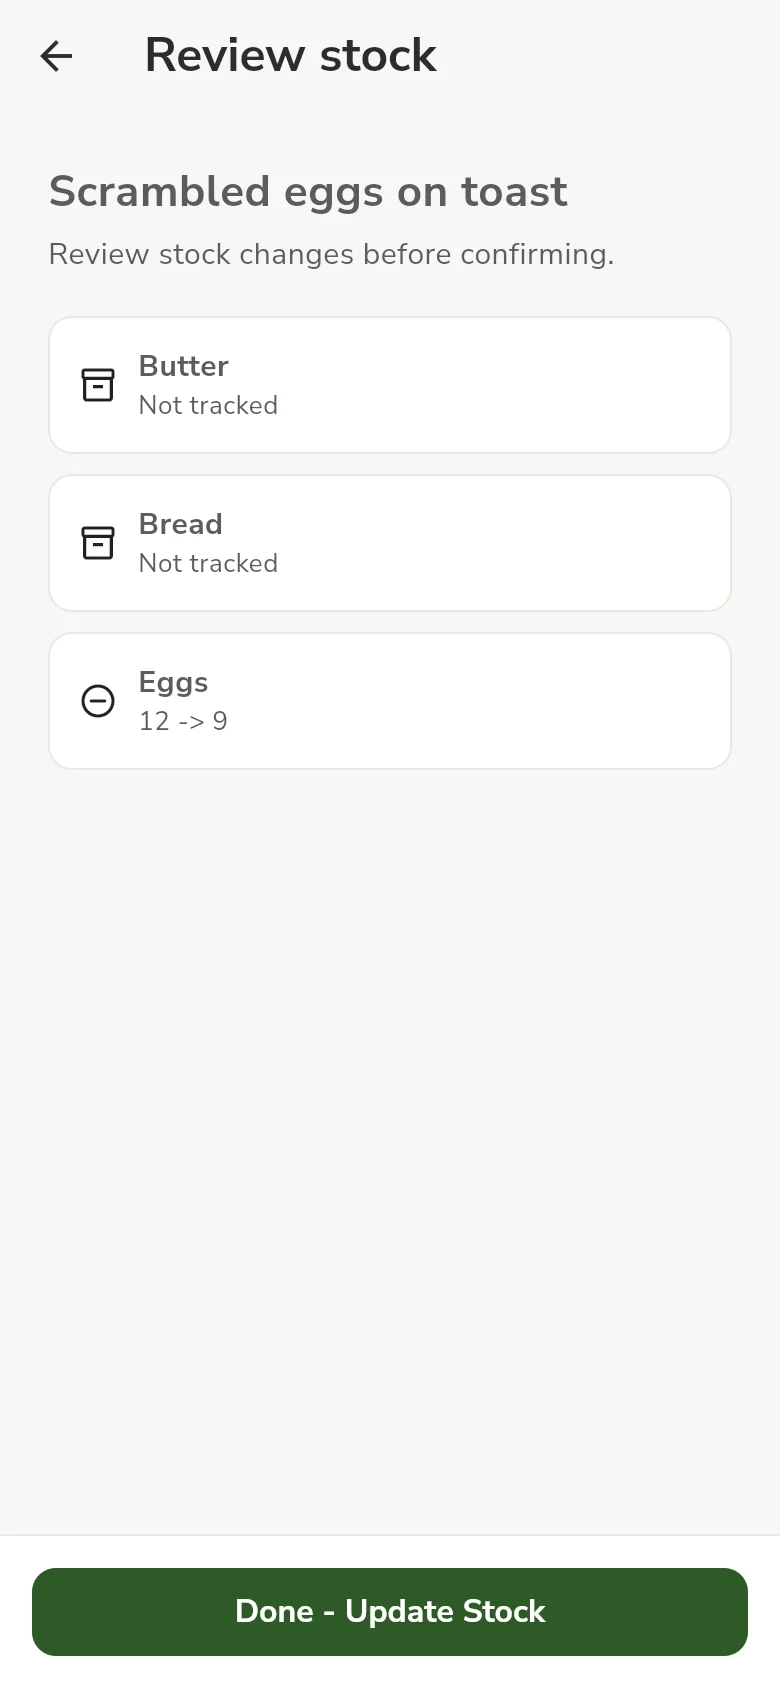 Review stock
Scrambled eggs on toast
Review stock changes before confirming.
Butter
Not tracked
Bread
Not tracked
Eggs
12 -> 9
Done - Update Stock